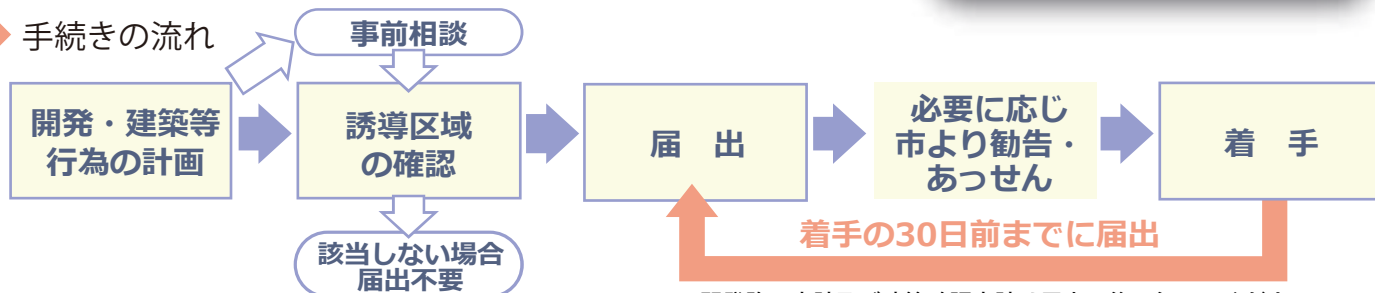 手続きの流れ
事前相談
開発・建築等
行為の計画
誘導区域
の確認
届 出
必要に応じ
市より勧告・
あっせん
着 手
着手の30日前までに届出
該当しない場合
届出不要